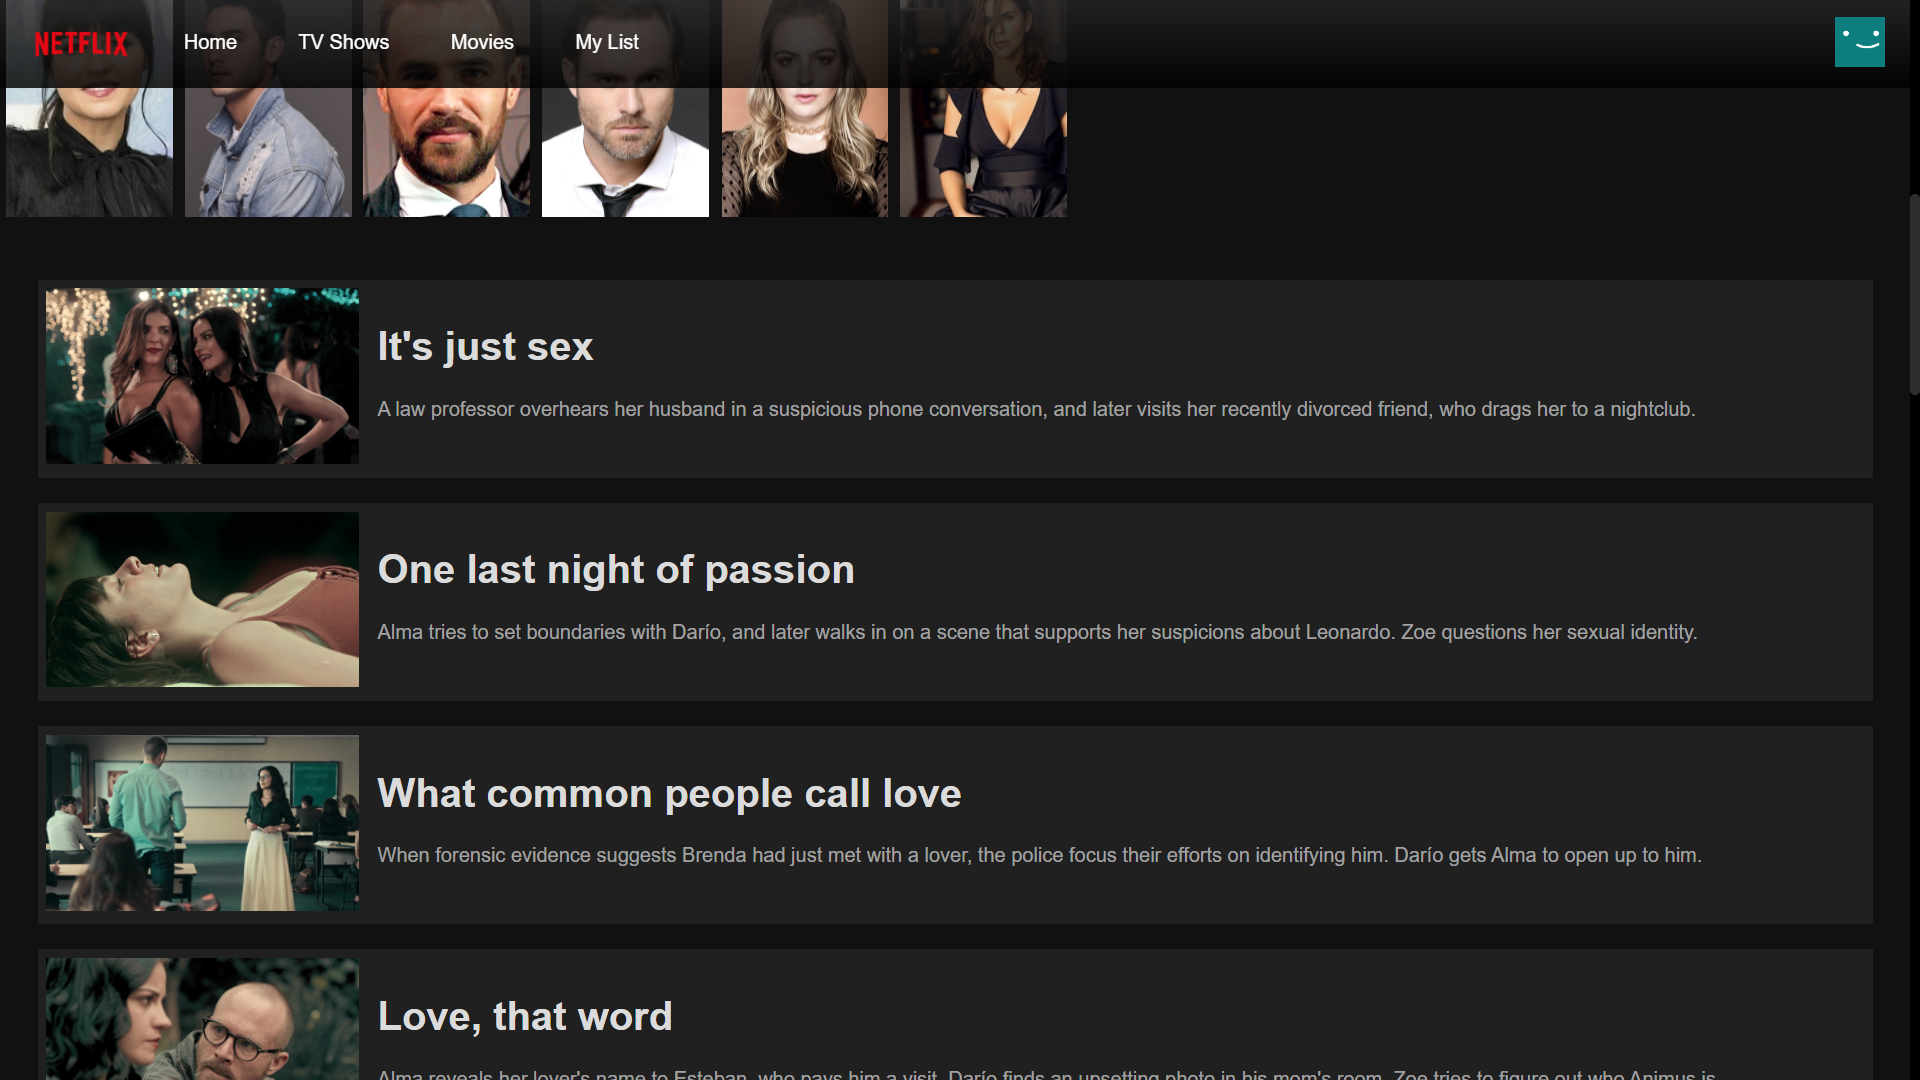 NETFLIX Home TV Shows Movies My List
It's just sex
A law professor overhears her husband in a suspicious phone conversation, and later visits her recently divorced friend, who drags her to a nightclub.
One last night of passion
Alma tries to set boundaries with Darío, and later walks in on a scene that supports her suspicions about Leonardo. Zoe questions her sexual identity.
What common people call love
When forensic evidence suggests Brenda had just met with a lover, the police focus their efforts on identifying him. Darío gets Alma to open up to him.
Love, that word
Alma reveals her lover's name to Esteban, who pays him a visit. Darío finds an upsetting photo in his mom's room. Zoe tries to figure out who Animus is.